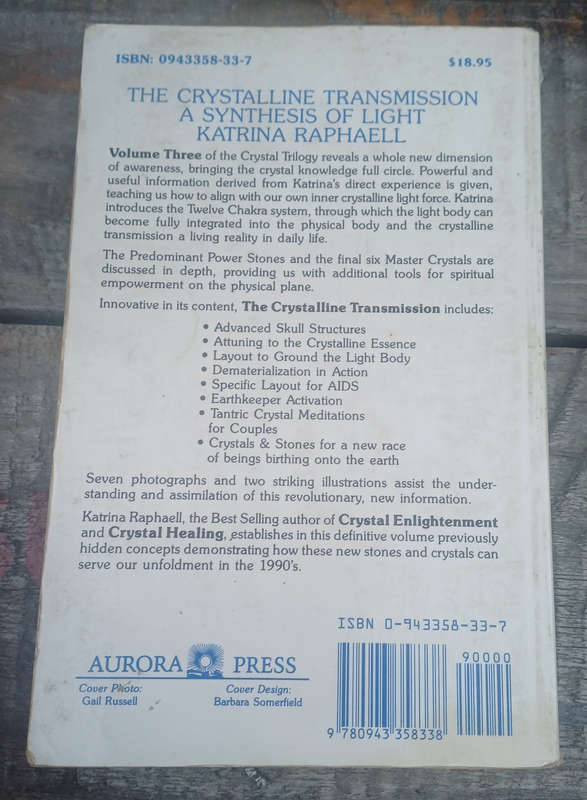 ISBN: 0943358-33-7 $18.95
THE CRYSTALLINE TRANSMISSION
A SYNTHESIS OF LIGHT
KATRINA RAPHAELL
Volume Three of the Crystal Trilogy reveals a whole new dimension
of awareness, bringing the crystal knowledge full circle. Powerful and
useful information derived from Katrina's direct experience is given,
teaching us how to align with our own inner crystalline light force. Katrina
introduces the Twelve Chakra system, through which the light body can
become fully integrated into the physical body and the crystalline
transmission a living reality in daily life.
The Predominant Power Stones and the final six Master Crystals are
discussed in depth, providing us with additional tools for spiritual
empowerment on the physical plane.
Innovative in its content, The Crystalline Transmission includes:
• Advanced Skull Structures
• Attuning to the Crystalline Essence
• Layout to Ground the Light Body
• Dematerialization in Action
• Specific Layout for AIDS
• Earthkeeper Activation
• Tantric Crystal Meditations
for Couples
• Crystals & Stones for a new race
of beings birthing onto the earth
Seven photographs and two striking illustrations assist the under-
standing and assimilation of this revolutionary, new information.
Katrina Raphaell, the Best Selling author of Crystal Enlightenment
and Crystal Healing, establishes in this definitive volume previously
hidden concepts demonstrating how these new stones and crystals can
serve our unfoldment in the 1990's.
ISBN 0-943358-33-7
90000
9 780943 358338
AURORA PRESS
Cover Photo:
Gail Russell
Cover Design:
Barbara Somerfield